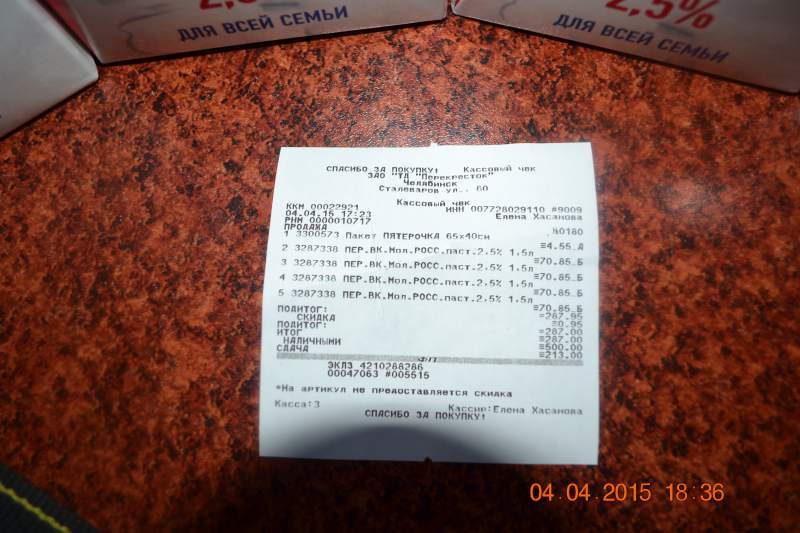 2,5%
ДЛЯ ВСЕЙ СЕМЬИ
ДЛЯ ВСЕЙ СЕМЬИ
СПАСИБО ЗА ПОКУПКУ! Кассовый чек
ЗАО "ТД "Перекресток"
Челябинск
Сталеваров ул.. 60
Кассовый чек
ККМ 00022921 ИНН 007728029110 #9009
04.04.15 17:23 Елена Хасанова
РНМ 0000010717
ПРОДАЖА №0180
1 3300573 Пакет ПЯТЕРОЧКА 65х40см
≡4.55.А
2 3287338 ПЕР.ВК.Мол.РОСС.паст.2.5% 1.5л
≡70.85.Б
3 3287338 ПЕР.ВК.Мол.РОСС.паст.2.5% 1.5л
≡70.85.Б
4 3287338 ПЕР.ВК.Мол.РОСС.паст.2.5% 1.5л
≡70.85.Б
5 3287338 ПЕР.ВК.Мол.РОСС.паст.2.5% 1.5л
≡70.85.Б
ПОДИТОГ: ≡287.95
СКИДКА ≡0.95
ПОДИТОГ: ≡287.00
ИТОГ ≡287.00
НАЛИЧНЫМИ ≡500.00
СДАЧА ≡213.00
ЭКЛЗ 4210288286
00047063 #005515
*На артикул не предоставляется скидка
Касса:3 Кассир:Елена Хасанова
СПАСИБО ЗА ПОКУПКУ!
04.04.2015 18:36